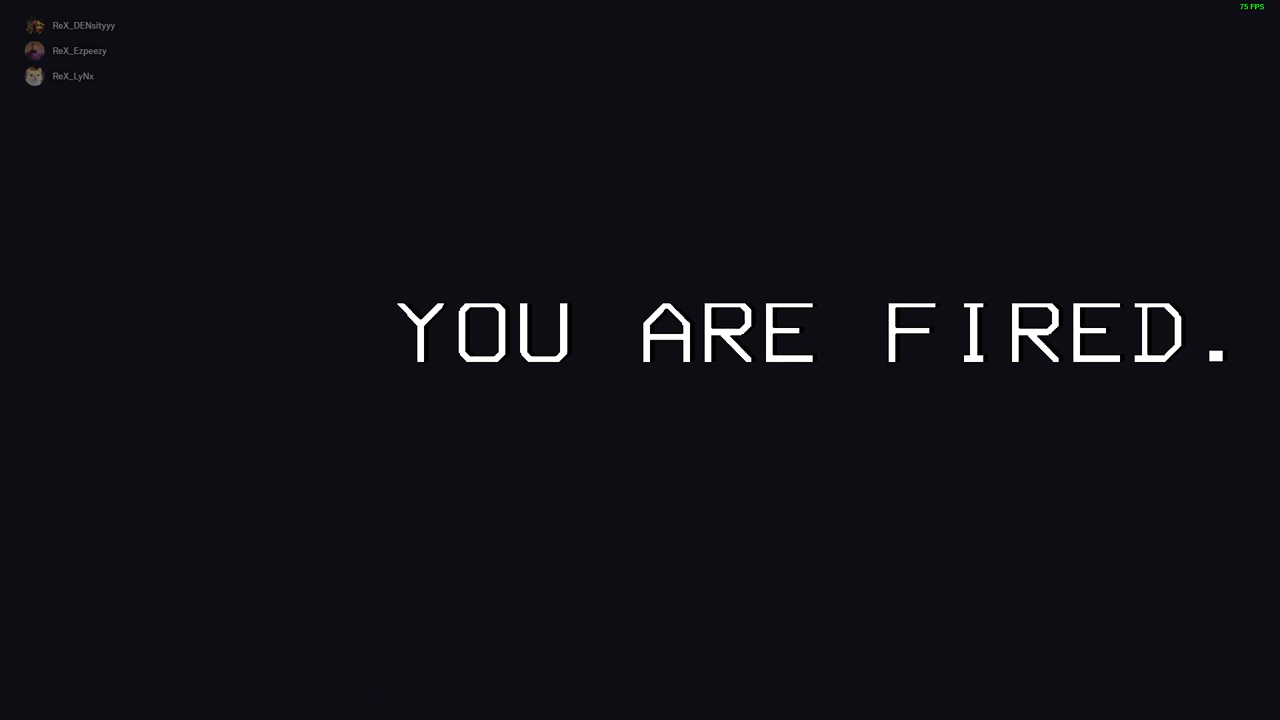 75 FPS
ReX_DENsityyy
ReX_Ezpeezy
ReX_LyNx
YOU ARE FIRED.